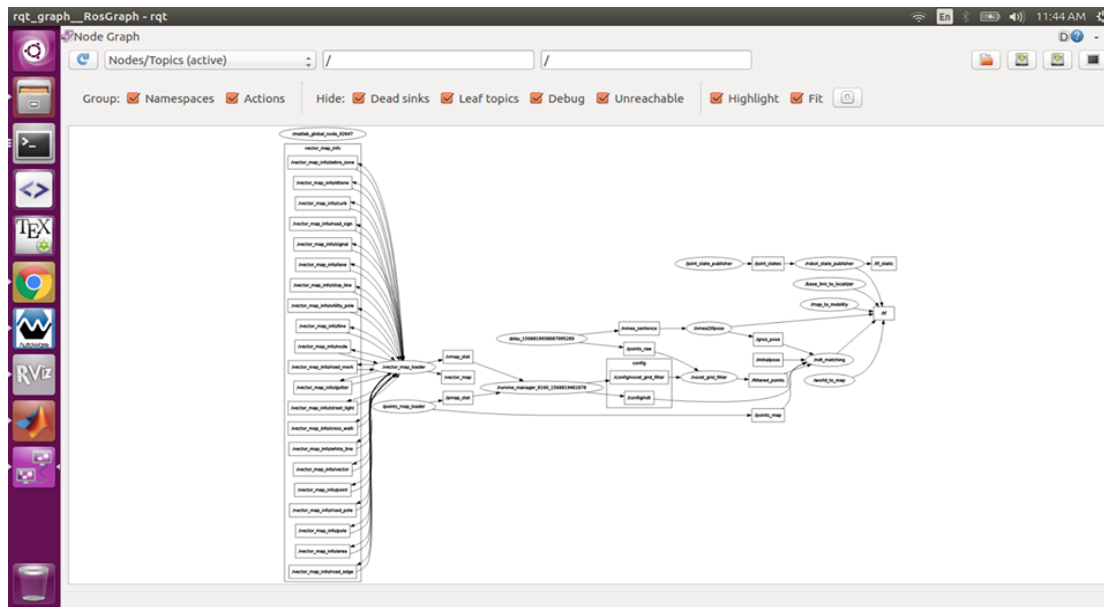 rqt_graph__RosGraph - rqt
En
11:44 AM
Node Graph
D
-
Nodes/Topics (active)
/
/
Group:
Namespaces
Actions
Hide:
Dead sinks
Leaf topics
Debug
Unreachable
Highlight
Fit
TEX
Autoware
RViz
vector_map_info
/vector_map_info/zebra_zone
/vector_map_info/dtlane
/vector_map_info/curb
/vector_map_info/road_sign
/vector_map_info/signal
/vector_map_info/lane
/vector_map_info/stop_line
/vector_map_info/utility_pole
/vector_map_info/line
/vector_map_info/node
/vector_map_info/road_mark
/vector_map_info/gutter
/vector_map_info/street_light
/vector_map_info/cross_walk
/vector_map_info/white_line
/vector_map_info/vector
/vector_map_info/point
/vector_map_info/road_pole
/vector_map_info/pole
/vector_map_info/area
/vector_map_info/road_edge
/vector_map_loader
/points_map_loader
/vmap_stat
/vector_map
/pmap_stat
/joint_state_publisher
/joint_states
/robot_state_publisher
/tf_static
/base_link_to_localizer
/map_to_mobility
/tf
/nmea_sentence
/nmea2tfpose
/points_raw
/gnss_pose
config
/initialpose
/ndt_matching
/config/voxel_grid_filter
/voxel_grid_filter
/filtered_points
/world_to_map
/config/ndt
/points_map